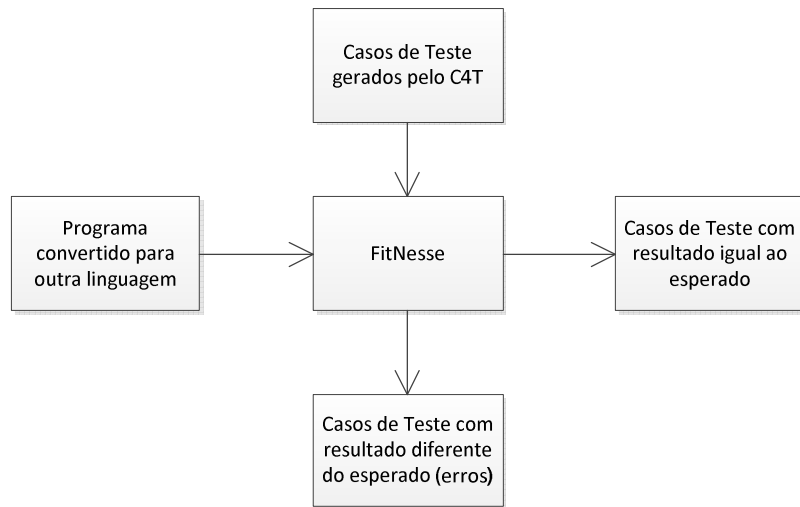 Casos de Teste
gerados pelo C4T
Programa
convertido para
outra linguagem
FitNesse
Casos de Teste com
resultado igual ao
esperado
Casos de Teste com
resultado diferente
do esperado (erros)